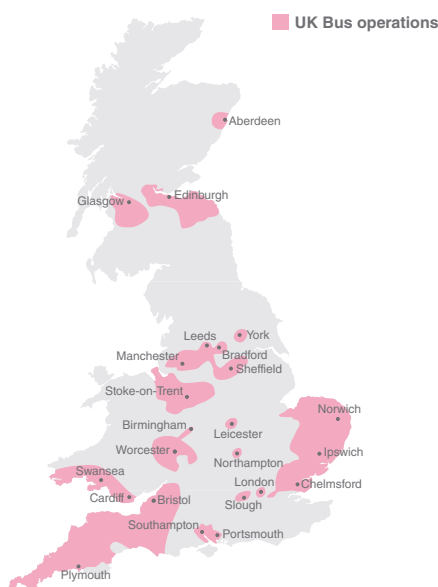 UK Bus operations
Aberdeen
Edinburgh
Glasgow
York
Leeds
Bradford
Manchester
Sheffield
Stoke-on-Trent
Norwich
Birmingham
Leicester
Worcester
Ipswich
Northampton
Swansea
London
Chelmsford
Cardiff
Bristol
Slough
Southampton
Portsmouth
Plymouth